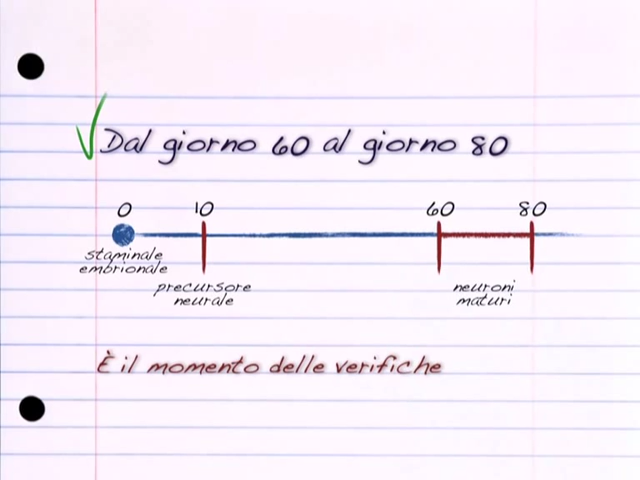 Dal giorno 60 al giorno 80
0 10 60 80
staminale
embrionale
precursore
neurale
neuroni
maturi
È il momento delle verifiche